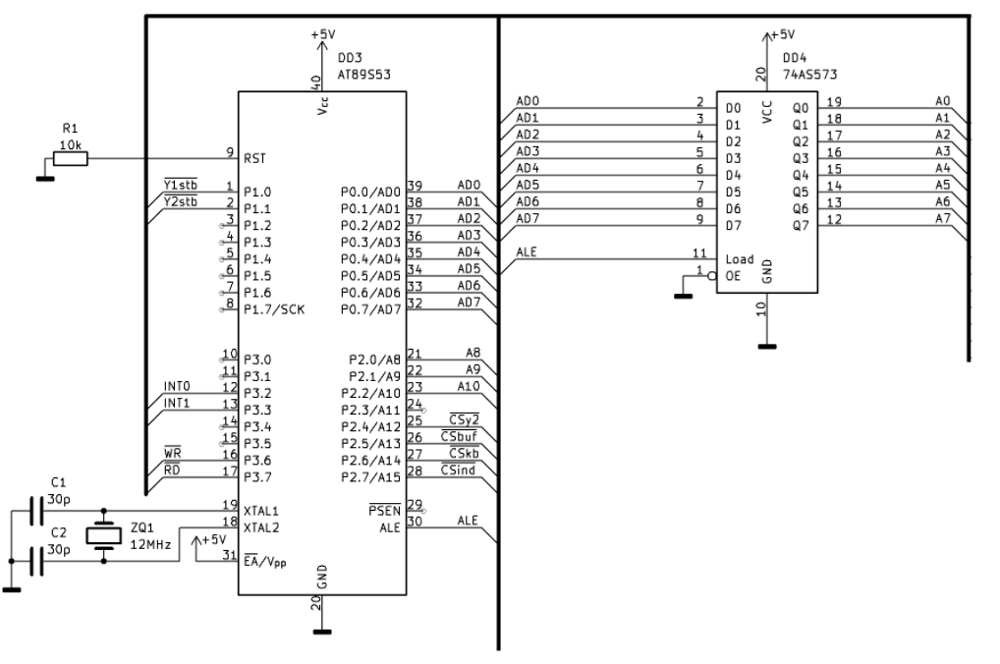 +5V
DD3
AT89S53
40
Vcc
R1
10k
9 RST
Y1stb 1 P1.0
Y2stb 2 P1.1
3 P1.2
4 P1.3
5 P1.4
6 P1.5
7 P1.6
8 P1.7/SCK
10 P3.0
11 P3.1
INT0 12 P3.2
INT1 13 P3.3
14 P3.4
15 P3.5
WR 16 P3.6
RD 17 P3.7
C1
30p
19 XTAL1
C2
30p
ZQ1
12MHz
18 XTAL2
+5V
31 EA/Vpp
GND
20
P0.0/AD0 39 AD0
P0.1/AD1 38 AD1
P0.2/AD2 37 AD2
P0.3/AD3 36 AD3
P0.4/AD4 35 AD4
P0.5/AD5 34 AD5
P0.6/AD6 33 AD6
P0.7/AD7 32 AD7
P2.0/A8 21 A8
P2.1/A9 22 A9
P2.2/A10 23 A10
P2.3/A11 24
P2.4/A12 25 CSy2
P2.5/A13 26 CSbuf
P2.6/A14 27 CSkb
P2.7/A15 28 CSind
PSEN 29
ALE 30 ALE
+5V
DD4
74AS573
20
VCC
AD0 2 D0 Q0 19 A0
AD1 3 D1 Q1 18 A1
AD2 4 D2 Q2 17 A2
AD3 5 D3 Q3 16 A3
AD4 6 D4 Q4 15 A4
AD5 7 D5 Q5 14 A5
AD6 8 D6 Q6 13 A6
AD7 9 D7 Q7 12 A7
ALE 11 Load
1 OE
GND
10